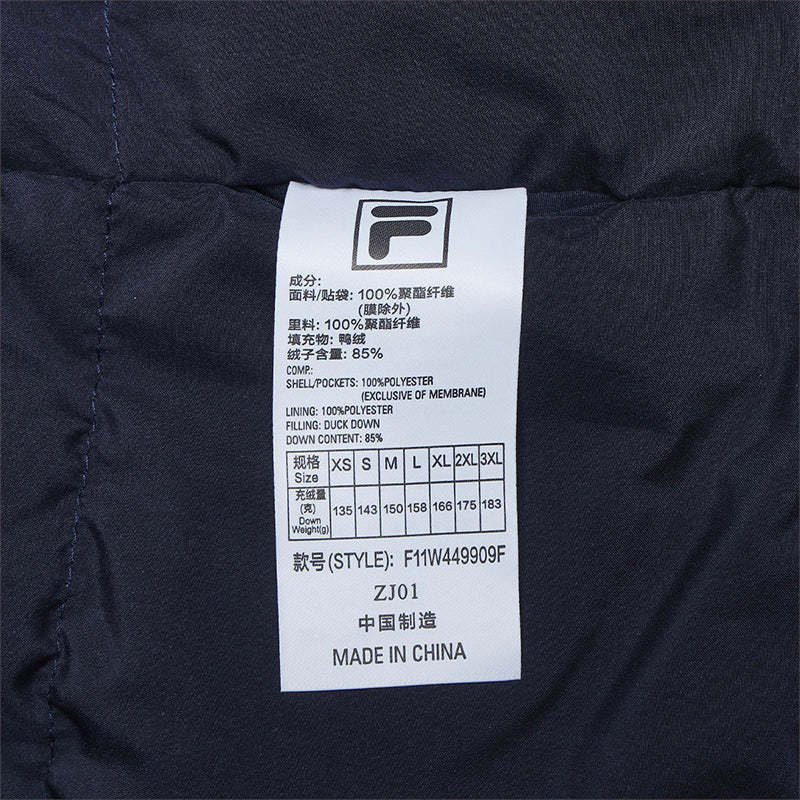 F
成分:
面料/贴袋: 100%聚酯纤维
(膜除外)
里料: 100%聚酯纤维
填充物: 鸭绒
绒子含量: 85%
COMP.:
SHELL/POCKETS: 100%POLYESTER
(EXCLUSIVE OF MEMBRANE)
LINING: 100%POLYESTER
FILLING: DUCK DOWN
DOWN CONTENT: 85%
规格 Size XS S M L XL 2XL 3XL
充绒量(克) Down Weight(g) 135 143 150 158 166 175 183
款号(STYLE): F11W449909F
ZJ01
中国制造
MADE IN CHINA